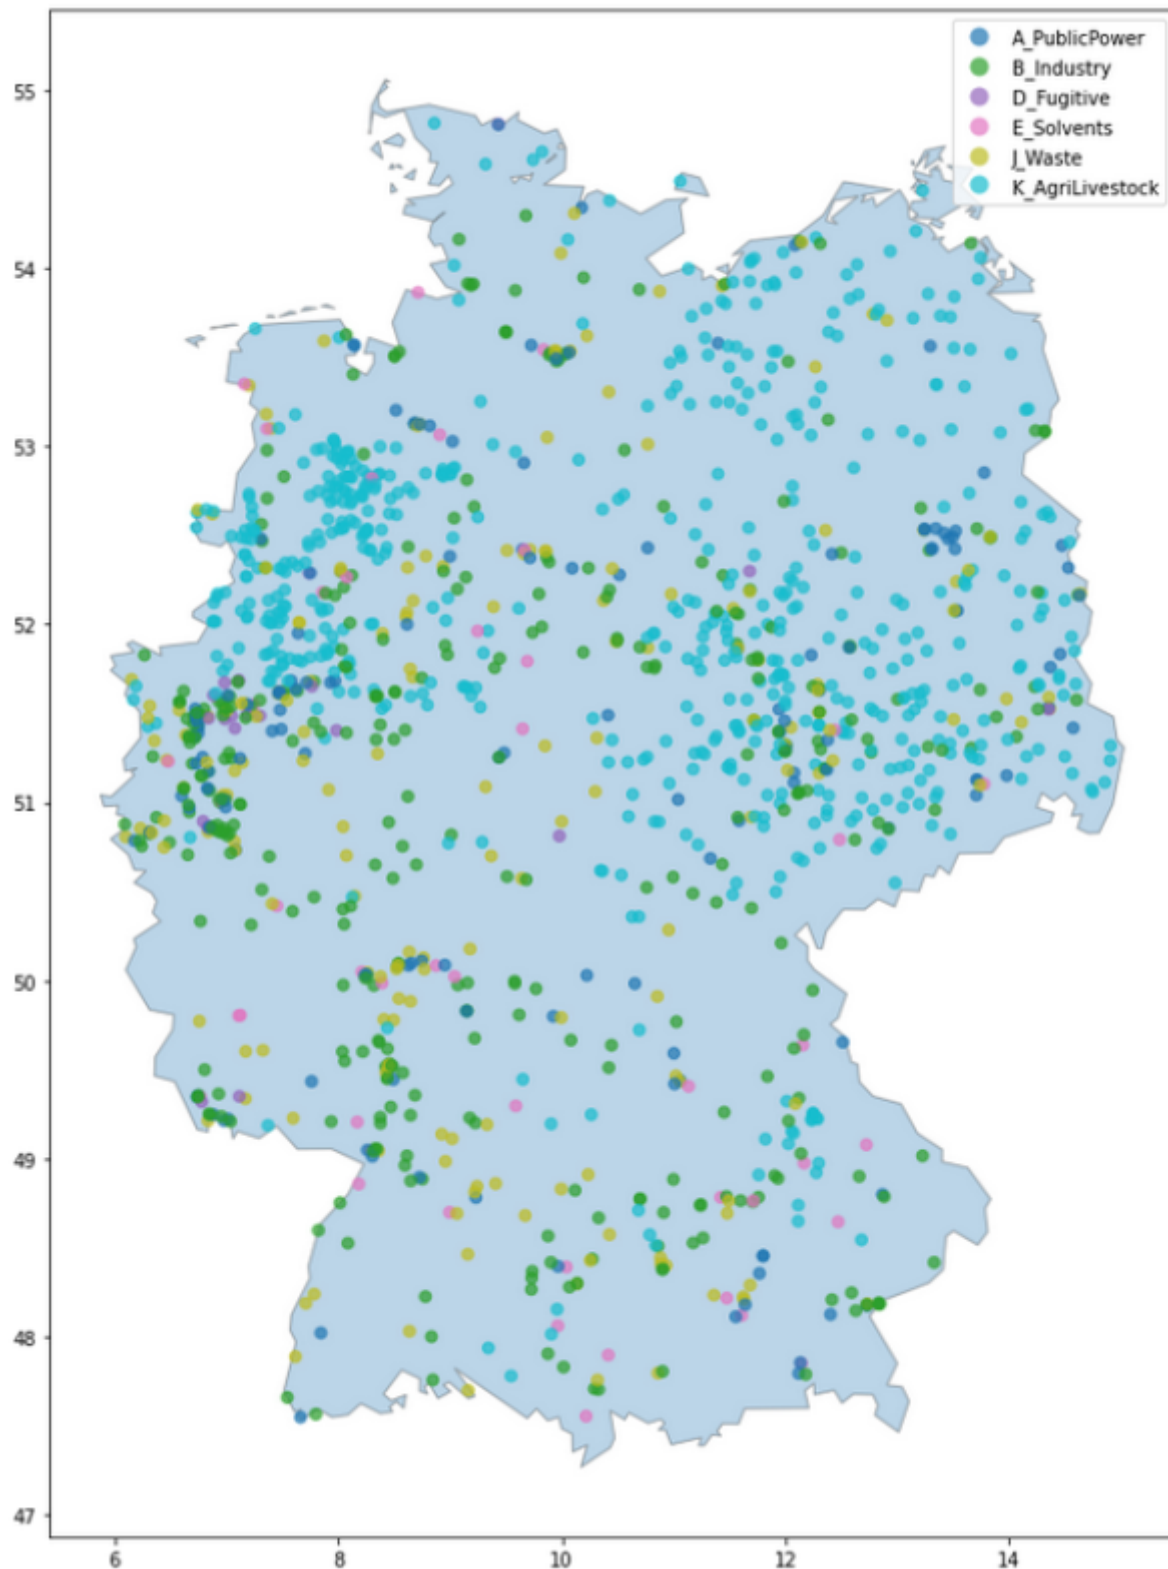 A_PublicPower
B_Industry
D_Fugitive
E_Solvents
J_Waste
K_AgriLivestock
55
54
53
52
51
50
49
48
47
6 8 10 12 14